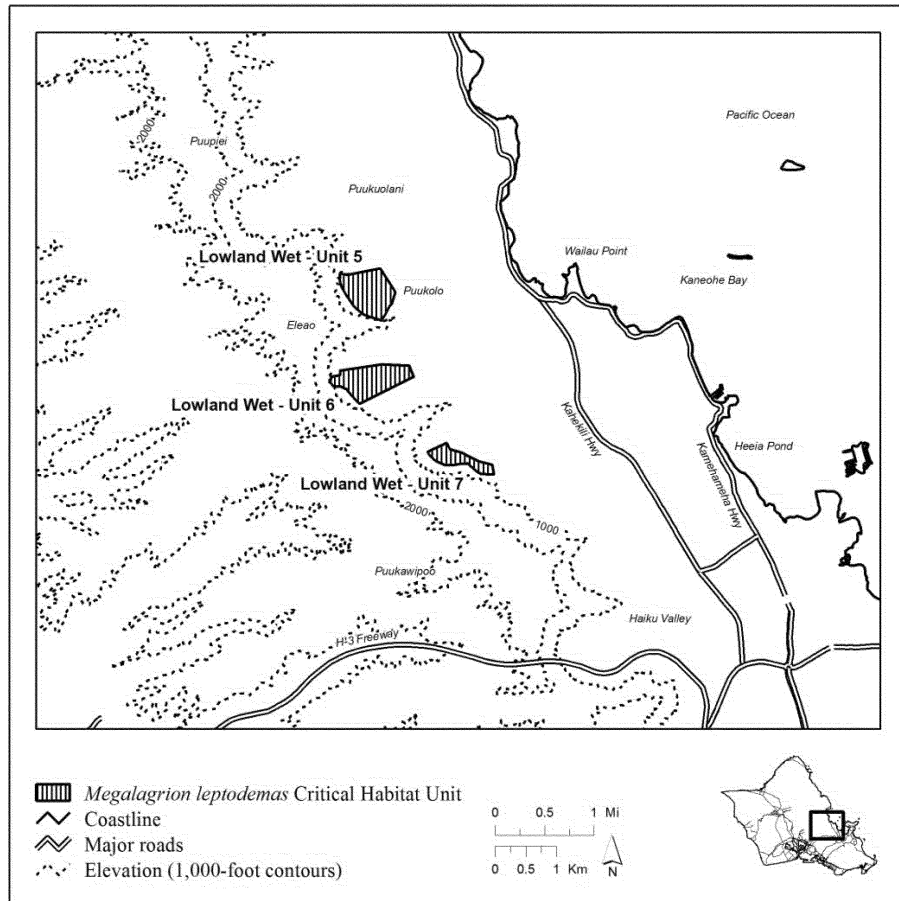 Pacific Ocean
2000
Puupiei
2000
Puukuolani
Wailau Point
Lowland Wet - Unit 5
Kaneohe Bay
Puukolo
Eleao
Lowland Wet - Unit 6
Kahekili Hwy
Kamehameha Hwy
Heeia Pond
Lowland Wet - Unit 7
2000
1000
Puukawipoo
Haiku Valley
H-3 Freeway
Megalagrion leptodemas Critical Habitat Unit
Coastline
Major roads
Elevation (1,000-foot contours)
0 0.5 1 Mi
0 0.5 1 Km
N